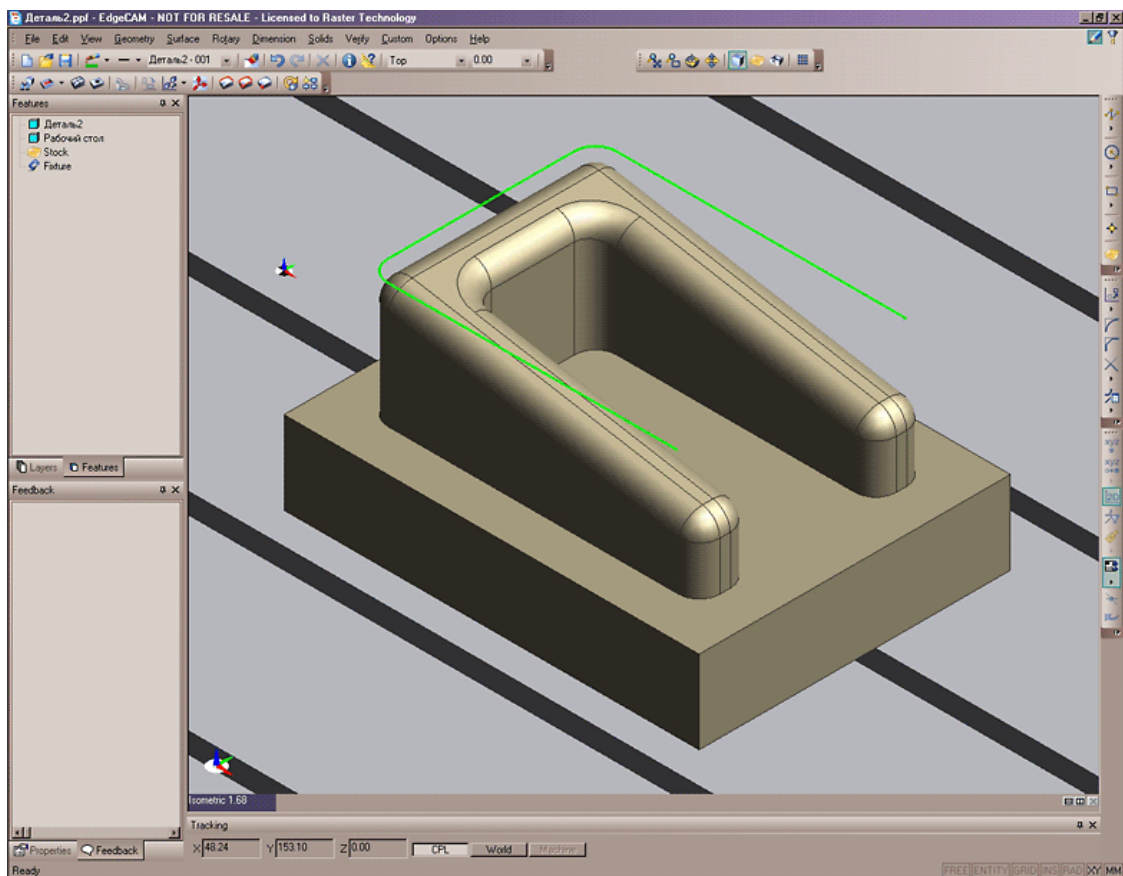 Деталь2.ppf - EdgeCAM - NOT FOR RESALE - Licensed to Raster Technology
File Edit View Geometry Surface Rotary Dimension Solids Verify Custom Options Help
Деталь2 - 001 Top 0.00
Features
Деталь2
Рабочий стол
Stock
Fixture
Layers Features
Feedback
Isometric 1.68
Tracking
X 48.24 Y 153.10 Z 0.00 CPL World Machine
Properties Feedback
Ready
FREE ENTITY GRID INS RAD XY MM